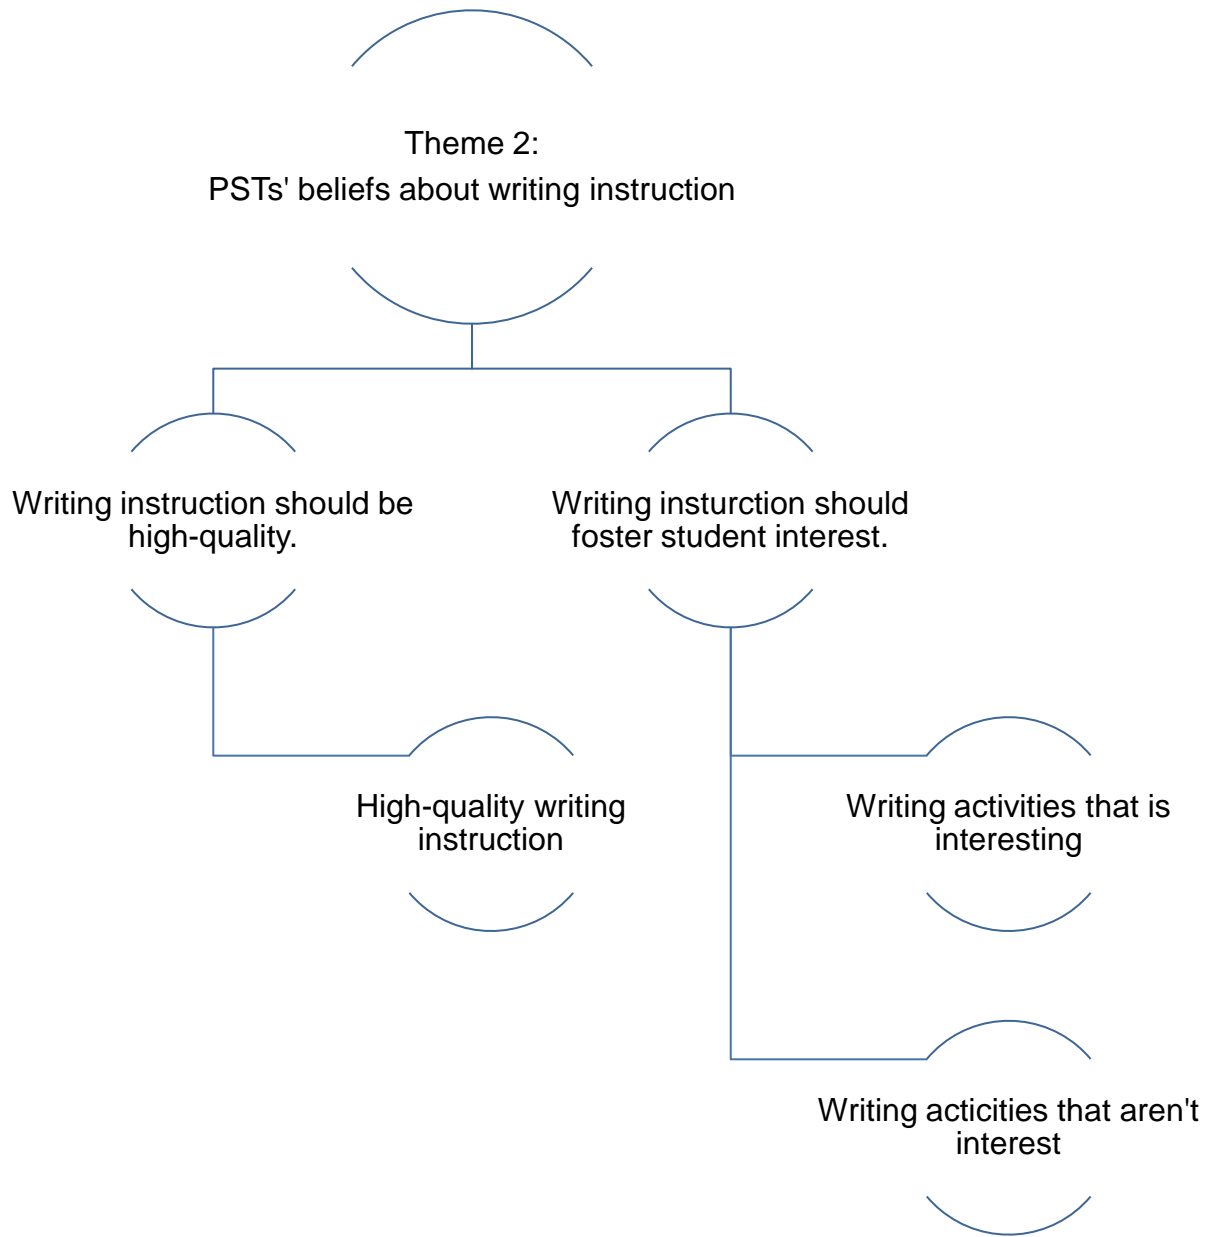 Theme 2:
PSTs' beliefs about writing instruction
Writing instruction should be
high-quality.
Writing insturction should
foster student interest.
High-quality writing
instruction
Writing activities that is
interesting
Writing acticities that aren't
interest